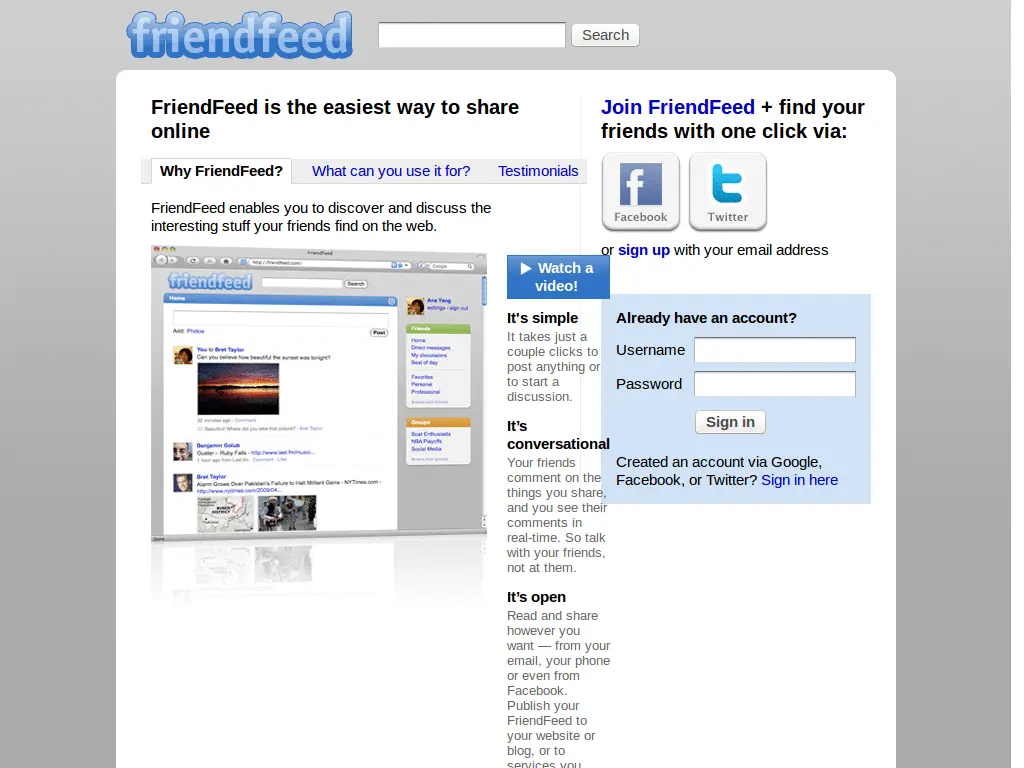 friendfeed
Search
FriendFeed is the easiest way to share
online
Why FriendFeed?
What can you use it for?
Testimonials
FriendFeed enables you to discover and discuss the
interesting stuff your friends find on the web.
FriendFeed
http://friendfeed.com/
Google
friendfeed
Search
Home
Add: Photos
Post
You to Bret Taylor
Can you believe how beautiful the sunset was tonight?
32 minutes ago - Comment
Beautiful! Where did you take that picture? - Bret Taylor
Benjamin Golub
Guster – Ruby Falls - http://www.last.fm/music...
1 hour ago from Last.fm - Comment - Like
Bret Taylor
Alarm Grows Over Pakistan's Failure to Halt Militant Gains - NYTimes.com -
http://www.nytimes.com/2009/04...
BUNER
DISTRICT
Ana Yang
settings - sign out
Friends
Home
Direct messages
My discussions
Best of day
Favorites
Personal
Professional
Groups
Boat Enthusiasts
NBA Playoffs
Social Media
Done
▶ Watch a
video!
It's simple
It takes just a
couple clicks to
post anything or
to start a
discussion.
It’s
conversational
Your friends
comment on the
things you share,
and you see their
comments in
real-time. So talk
with your friends,
not at them.
It’s open
Read and share
however you
want — from your
email, your phone
or even from
Facebook.
Publish your
FriendFeed to
your website or
blog, or to
services you
Join FriendFeed + find your
friends with one click via:
Facebook
Twitter
or sign up with your email address
Already have an account?
Username
Password
Sign in
Created an account via Google,
Facebook, or Twitter? Sign in here